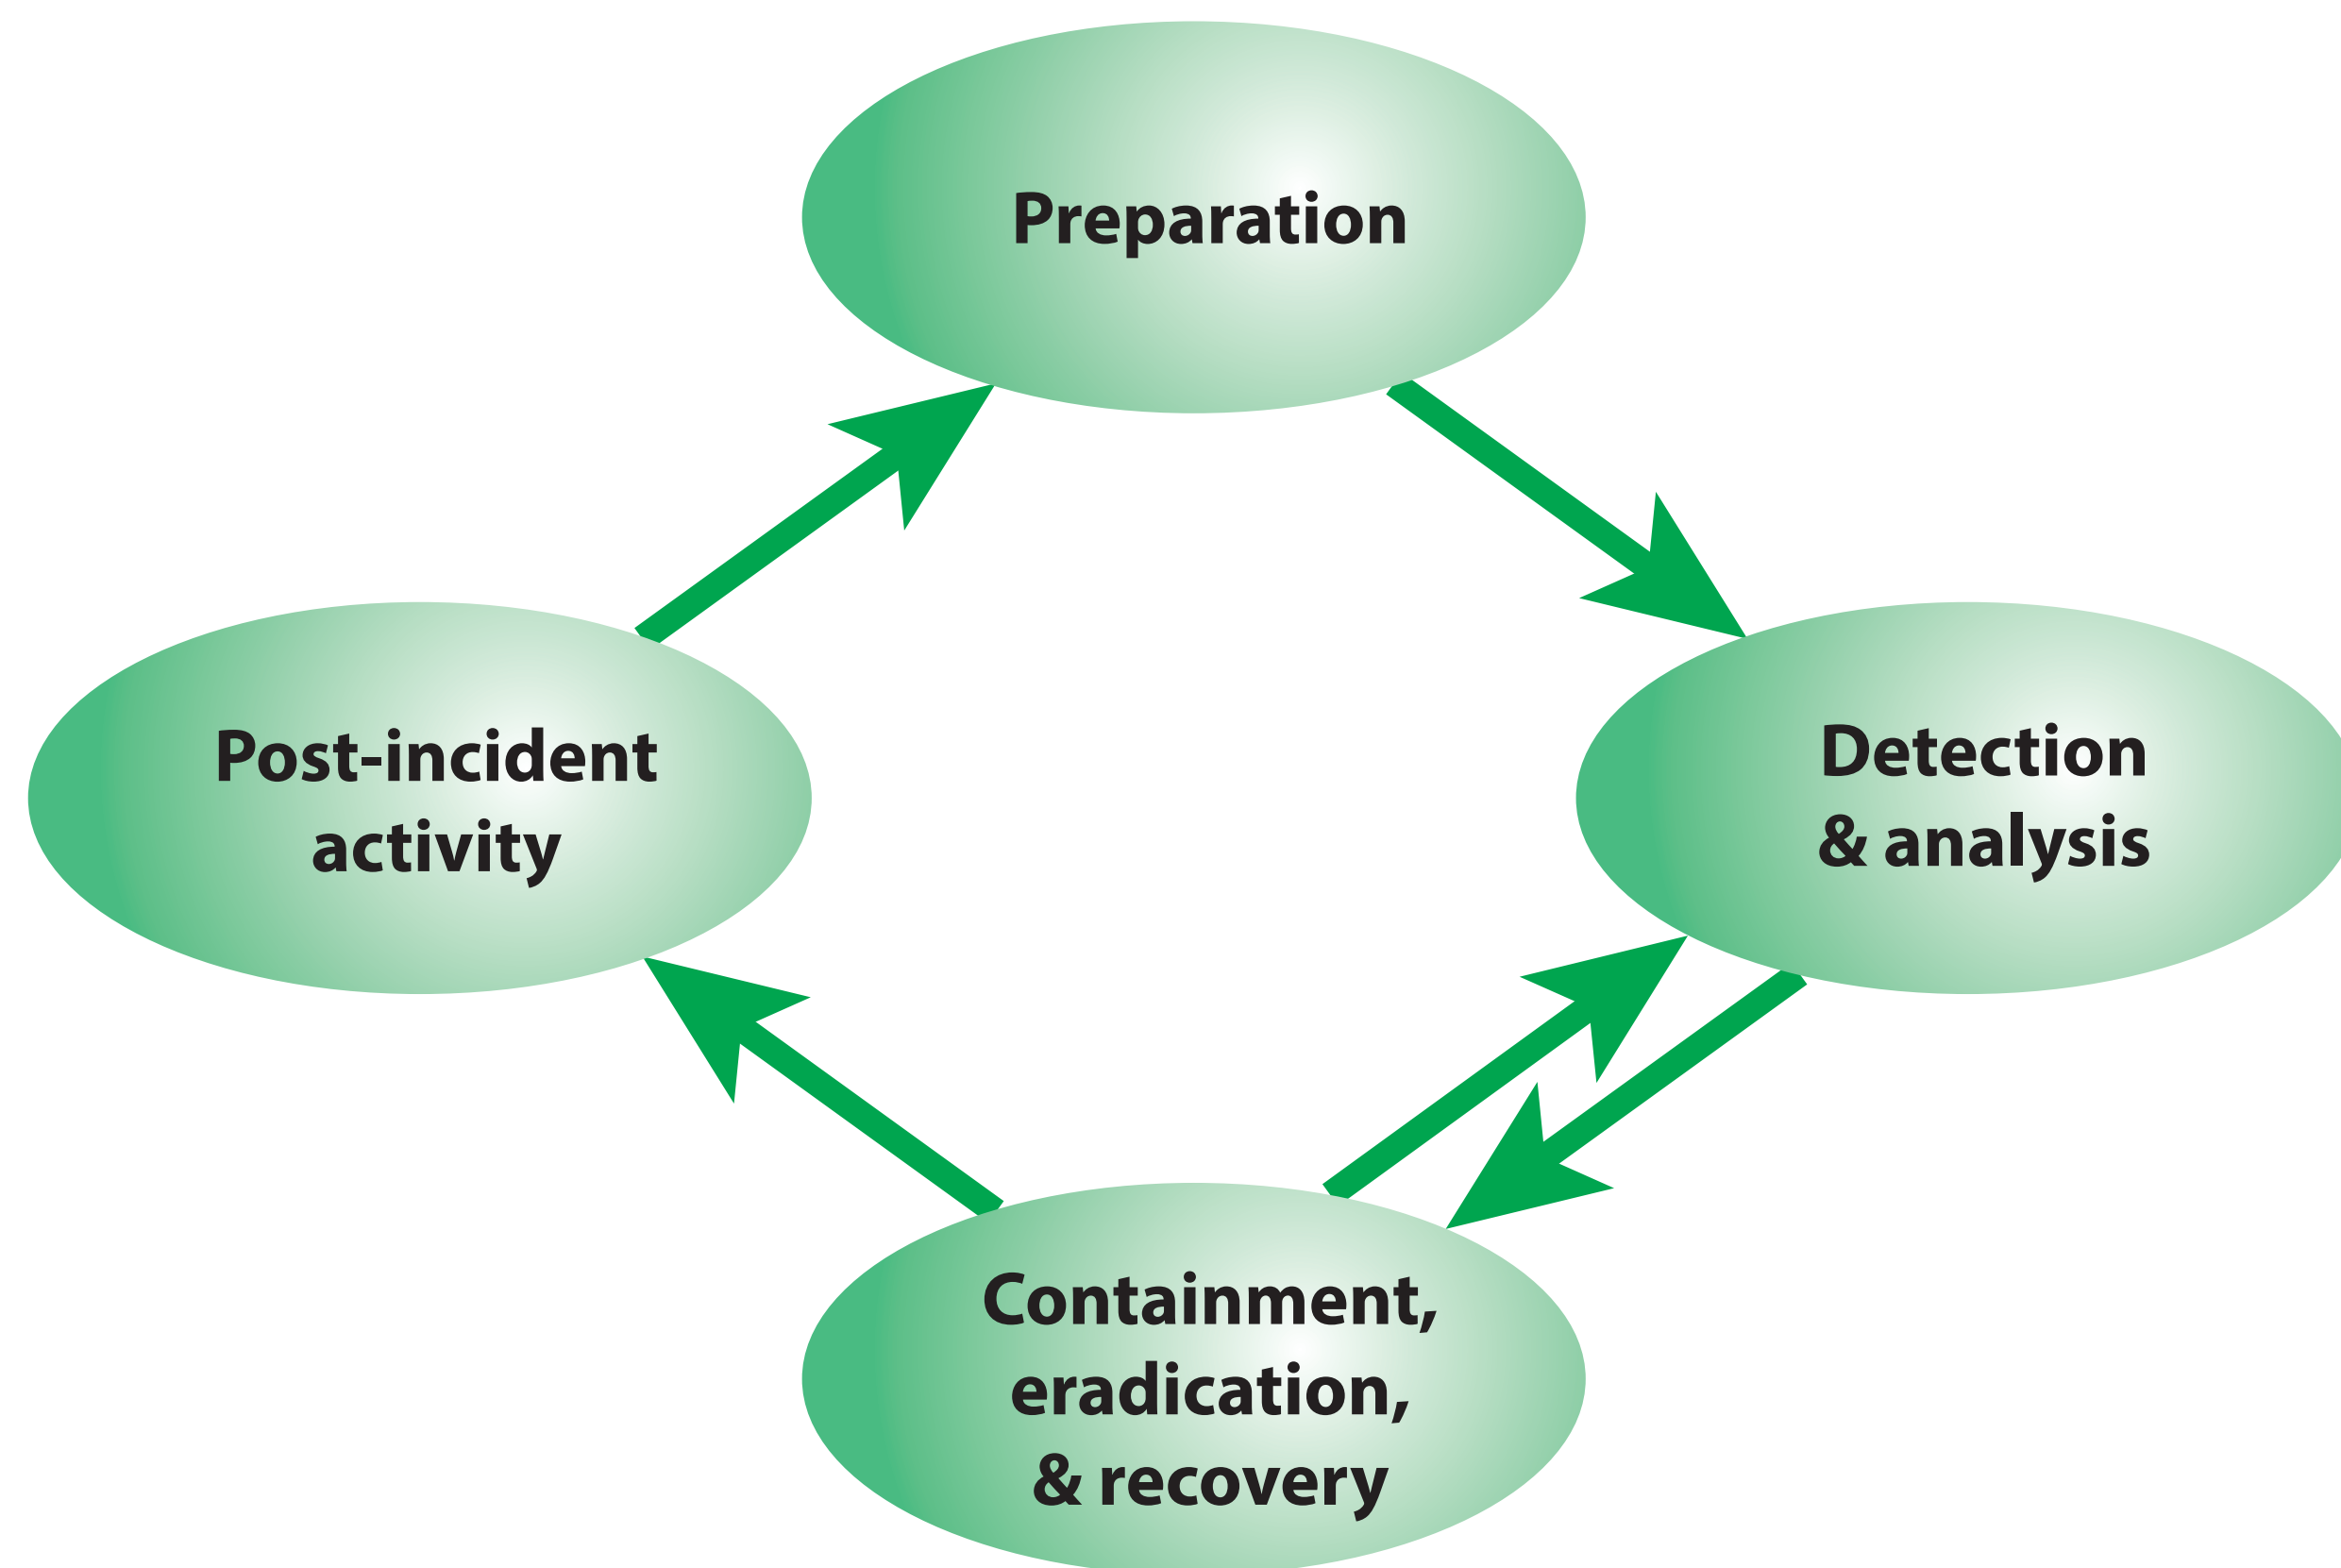 Preparation
Post-incident
activity
Detection
& analysis
Containment,
eradication,
& recovery